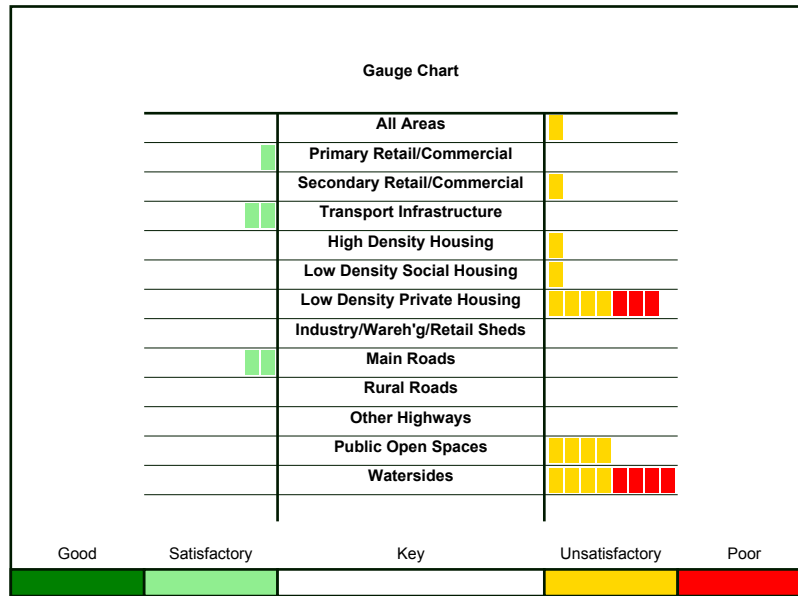 Gauge Chart
All Areas
Primary Retail/Commercial
Secondary Retail/Commercial
Transport Infrastructure
High Density Housing
Low Density Social Housing
Low Density Private Housing
Industry/Wareh'g/Retail Sheds
Main Roads
Rural Roads
Other Highways
Public Open Spaces
Watersides
Good Satisfactory Key Unsatisfactory Poor